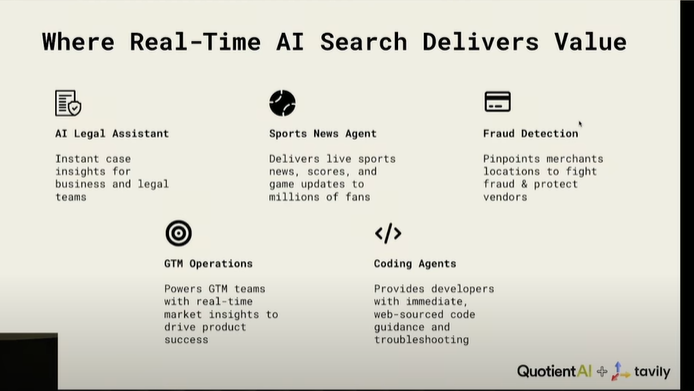 Where Real-Time AI Search Delivers Value
AI Legal Assistant
Instant case
insights for
business and legal
teams
Sports News Agent
Delivers live sports
news, scores, and
game updates to
millions of fans
Fraud Detection
Pinpoints merchants
locations to fight
fraud & protect
vendors
GTM Operations
Powers GTM teams
with real-time
market insights to
drive product
success
Coding Agents
Provides developers
with immediate,
web-sourced code
guidance and
troubleshooting
QuotientAI + tavily